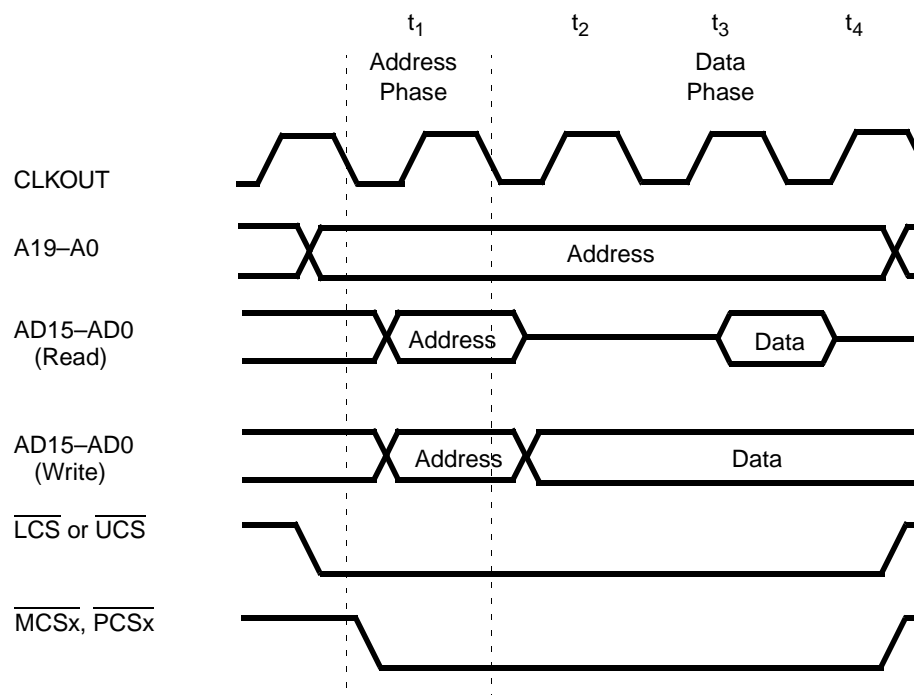 t1 t2 t3 t4
Address Data
Phase Phase
CLKOUT
A19–A0 Address
AD15–AD0
(Read) Address Data
AD15–AD0
(Write) Address Data
LCS or UCS
MCSx, PCSx